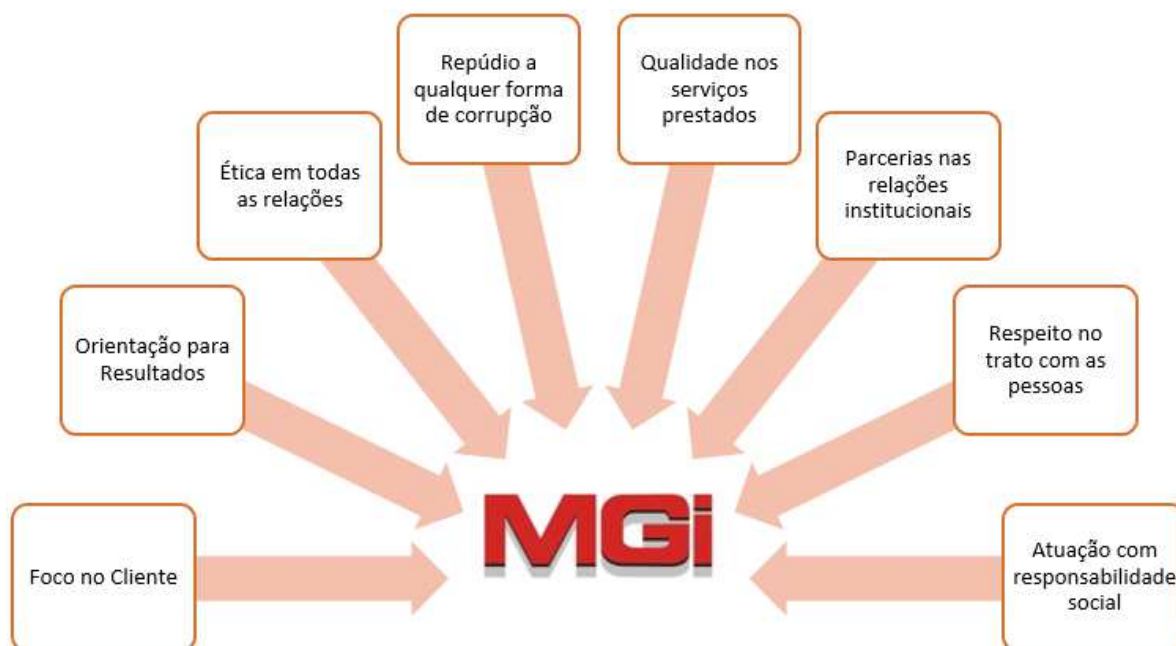 Foco no Cliente
Orientação para
Resultados
Ética em todas
as relações
Repúdio a
qualquer forma
de corrupção
Qualidade nos
serviços
prestados
Parcerias nas
relações
institucionais
Respeito no
trato com as
pessoas
Atuação com
responsabilidade
social
MGi